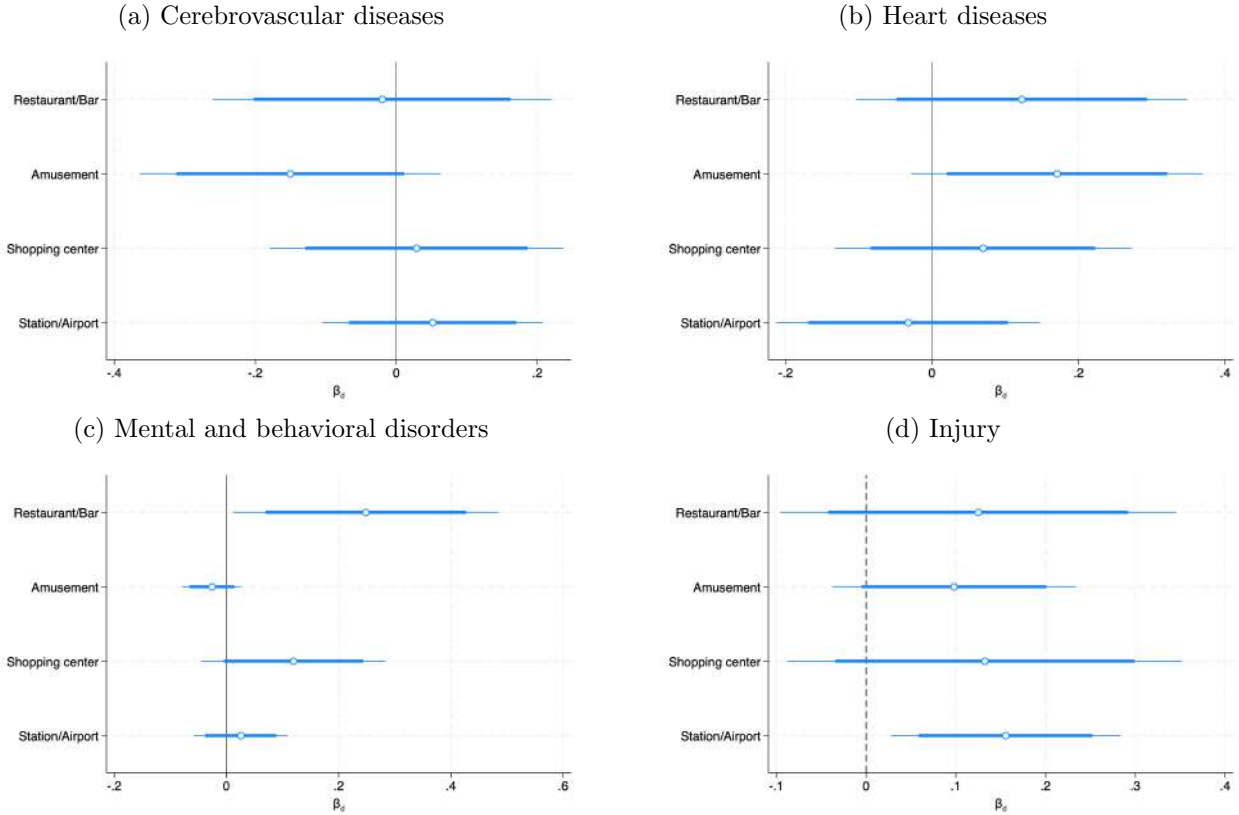 (a) Cerebrovascular diseases
Restaurant/Bar
Amusement
Shopping center
Station/Airport
-.4 -.2 0 .2
β_d
(b) Heart diseases
Restaurant/Bar
Amusement
Shopping center
Station/Airport
-.2 0 .2 .4
β_d
(c) Mental and behavioral disorders
Restaurant/Bar
Amusement
Shopping center
Station/Airport
-.2 0 .2 .4 .6
β_d
(d) Injury
Restaurant/Bar
Amusement
Shopping center
Station/Airport
-.1 0 .1 .2 .3 .4
β_d